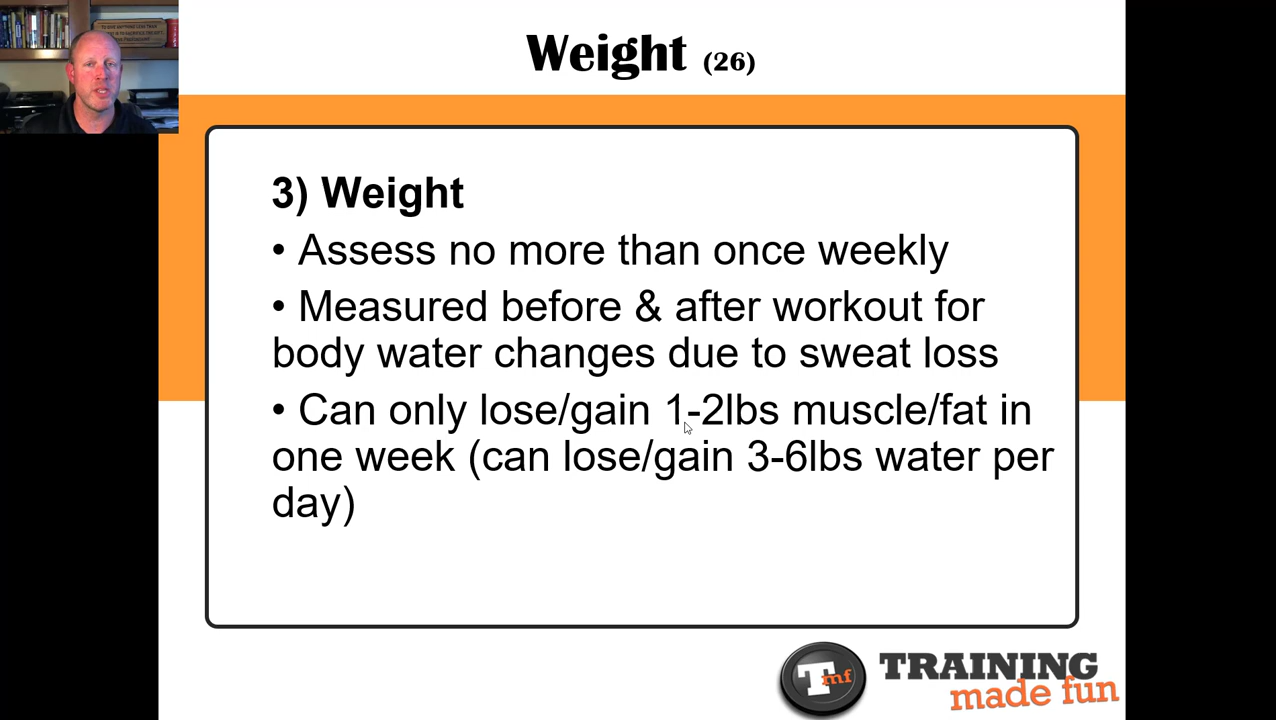 Weight (26)
3) Weight
• Assess no more than once weekly
• Measured before & after workout for
body water changes due to sweat loss
• Can only lose/gain 1-2lbs muscle/fat in
one week (can lose/gain 3-6lbs water per
day)
Tmf
TRAINING
made fun